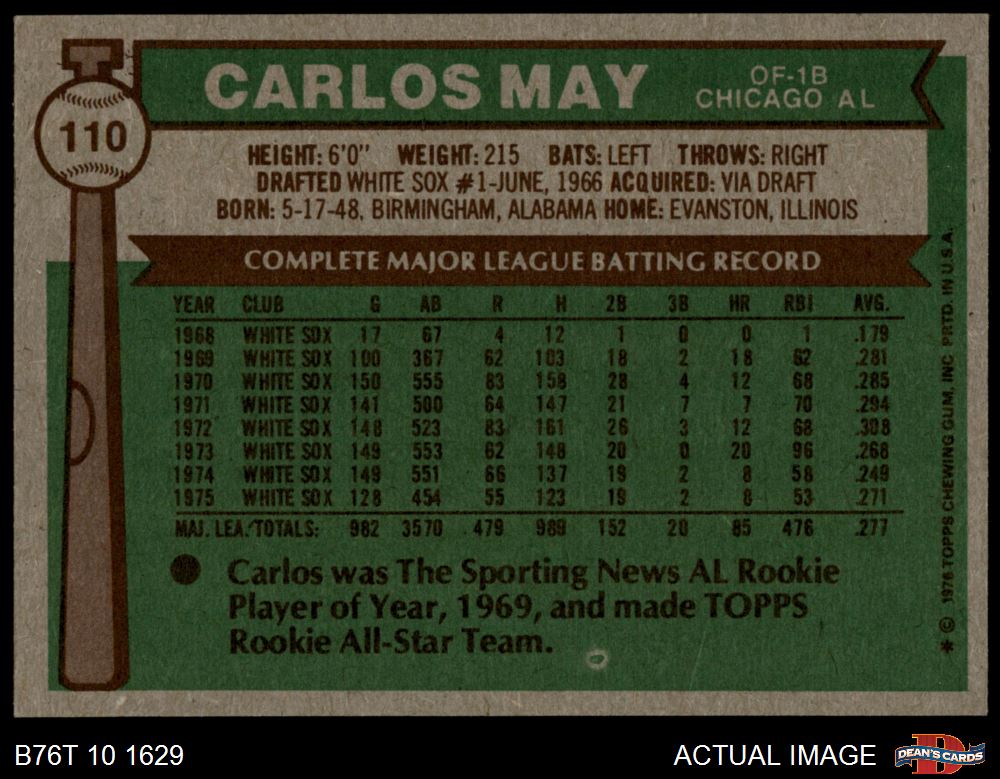 CARLOS MAY
OF-1B
CHICAGO AL
110
HEIGHT: 6'0" WEIGHT: 215 BATS: LEFT THROWS: RIGHT
DRAFTED WHITE SOX #1-JUNE, 1966 ACQUIRED: VIA DRAFT
BORN: 5-17-48, BIRMINGHAM, ALABAMA HOME: EVANSTON, ILLINOIS
COMPLETE MAJOR LEAGUE BATTING RECORD
YEAR CLUB G AB R H 2B 3B HR RBI AVG.
1968 WHITE SOX 17 67 4 12 1 0 0 1 .179
1969 WHITE SOX 100 367 62 103 18 2 18 62 .281
1970 WHITE SOX 150 555 83 158 28 4 12 68 .285
1971 WHITE SOX 141 500 64 147 21 7 7 70 .294
1972 WHITE SOX 148 523 83 161 26 3 12 68 .308
1973 WHITE SOX 149 553 62 148 20 0 20 96 .268
1974 WHITE SOX 149 551 66 137 19 2 8 58 .249
1975 WHITE SOX 128 454 55 123 19 2 8 53 .271
MAJ. LEA. TOTALS: 982 3570 479 989 152 20 85 476 .277
● Carlos was The Sporting News AL Rookie
Player of Year, 1969, and made TOPPS
Rookie All-Star Team.
* © 1976 TOPPS CHEWING GUM, INC PRTD. IN U.S.A.
B76T 10 1629
ACTUAL IMAGE
DEAN'S CARDS